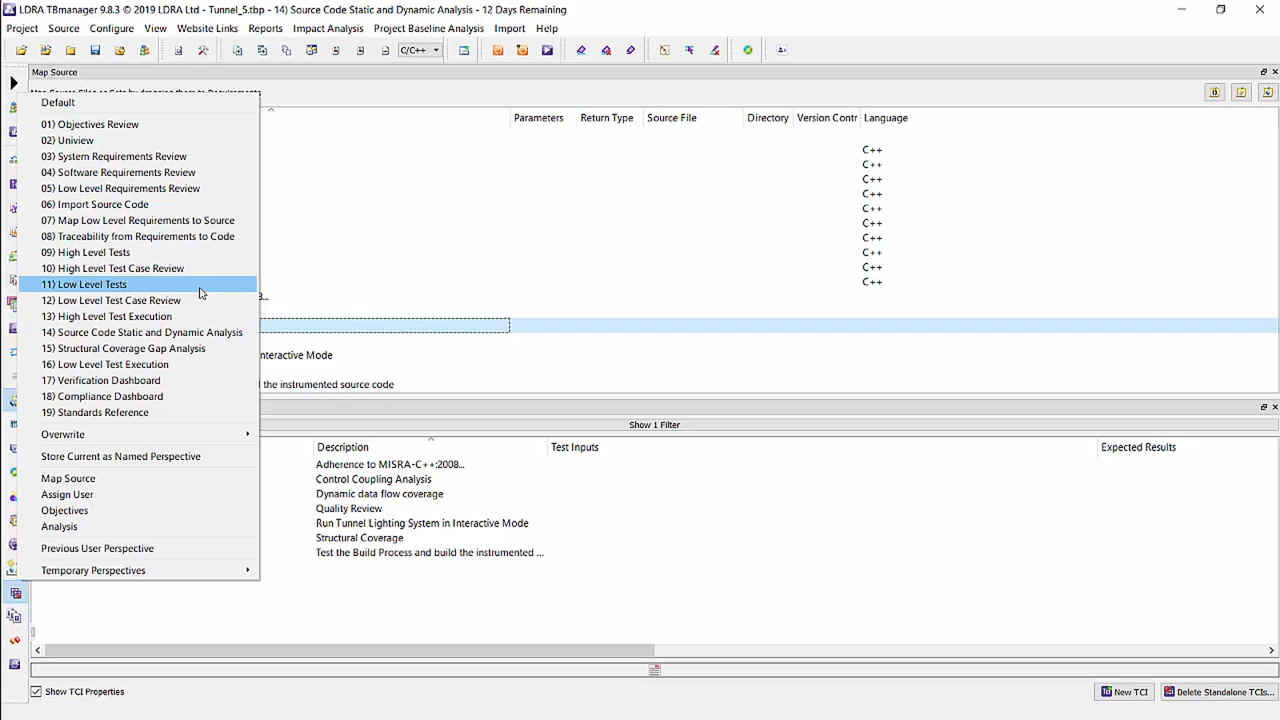 LDRA TBmanager 9.8.3 © 2019 LDRA Ltd - Tunnel_5.tbp - 14) Source Code Static and Dynamic Analysis - 12 Days Remaining
Project Source Configure View Website Links Reports Impact Analysis Project Baseline Analysis Import Help
C/C++
Map Source
Default
01) Objectives Review
02) Uniview
03) System Requirements Review
04) Software Requirements Review
05) Low Level Requirements Review
06) Import Source Code
07) Map Low Level Requirements to Source
08) Traceability from Requirements to Code
09) High Level Tests
10) High Level Test Case Review
11) Low Level Tests
12) Low Level Test Case Review
13) High Level Test Execution
14) Source Code Static and Dynamic Analysis
15) Structural Coverage Gap Analysis
16) Low Level Test Execution
17) Verification Dashboard
18) Compliance Dashboard
19) Standards Reference
Overwrite
Store Current as Named Perspective
Map Source
Assign User
Objectives
Analysis
Previous User Perspective
Temporary Perspectives
Parameters Return Type Source File Directory Version Contr Language
C++
C++
C++
C++
C++
C++
C++
C++
C++
C++
nteractive Mode
the instrumented source code
Show 1 Filter
Description Test Inputs Expected Results
Adherence to MISRA-C++:2008...
Control Coupling Analysis
Dynamic data flow coverage
Quality Review
Run Tunnel Lighting System in Interactive Mode
Structural Coverage
Test the Build Process and build the instrumented ...
Show TCI Properties
New TCI
Delete Standalone TCIs...